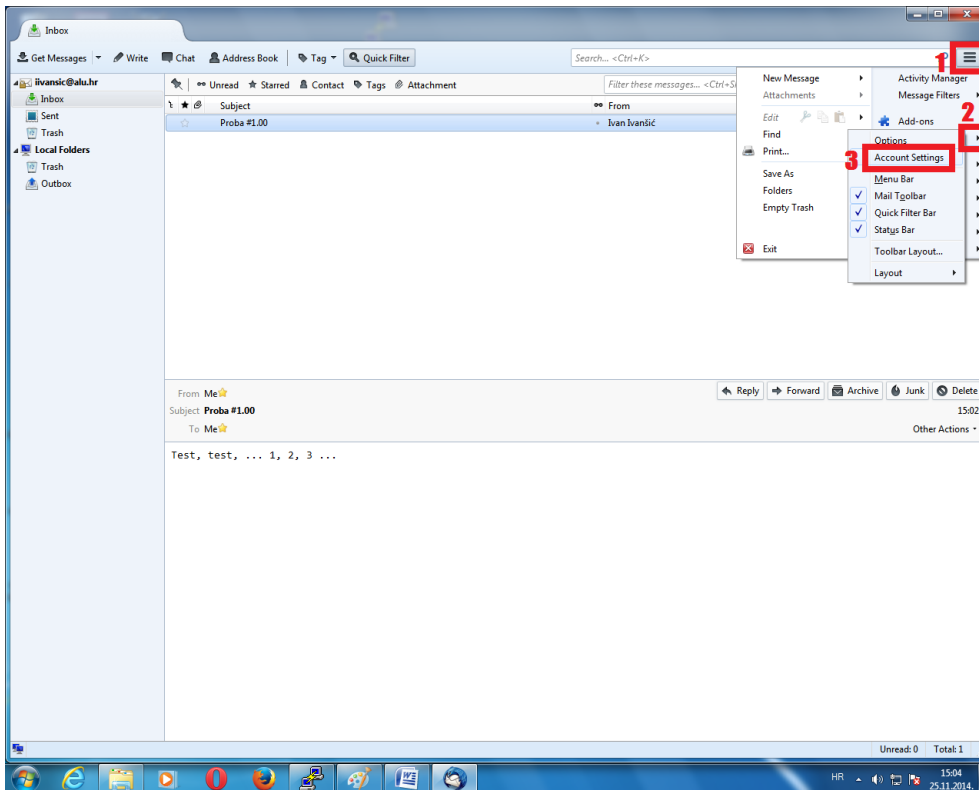 Inbox
Get Messages
Write
Chat
Address Book
Tag
Quick Filter
Search... <Ctrl+K>
1
iivansic@alu.hr
Inbox
Sent
Trash
Local Folders
Trash
Outbox
Unread
Starred
Contact
Tags
Attachment
Filter these messages... <Ctrl+S
Subject
From
Proba #1.00
Ivan Ivanšić
New Message
Attachments
Edit
Find
Print...
Save As
Folders
Empty Trash
Exit
Activity Manager
Message Filters
2
Add-ons
Options
3
Account Settings
Menu Bar
Mail Toolbar
Quick Filter Bar
Status Bar
Toolbar Layout...
Layout
From Me
Reply
Forward
Archive
Junk
Delete
Subject Proba #1.00
15:02
To Me
Other Actions
Test, test, ... 1, 2, 3 ...
Unread: 0
Total: 1
HR
15:04
25.11.2014.